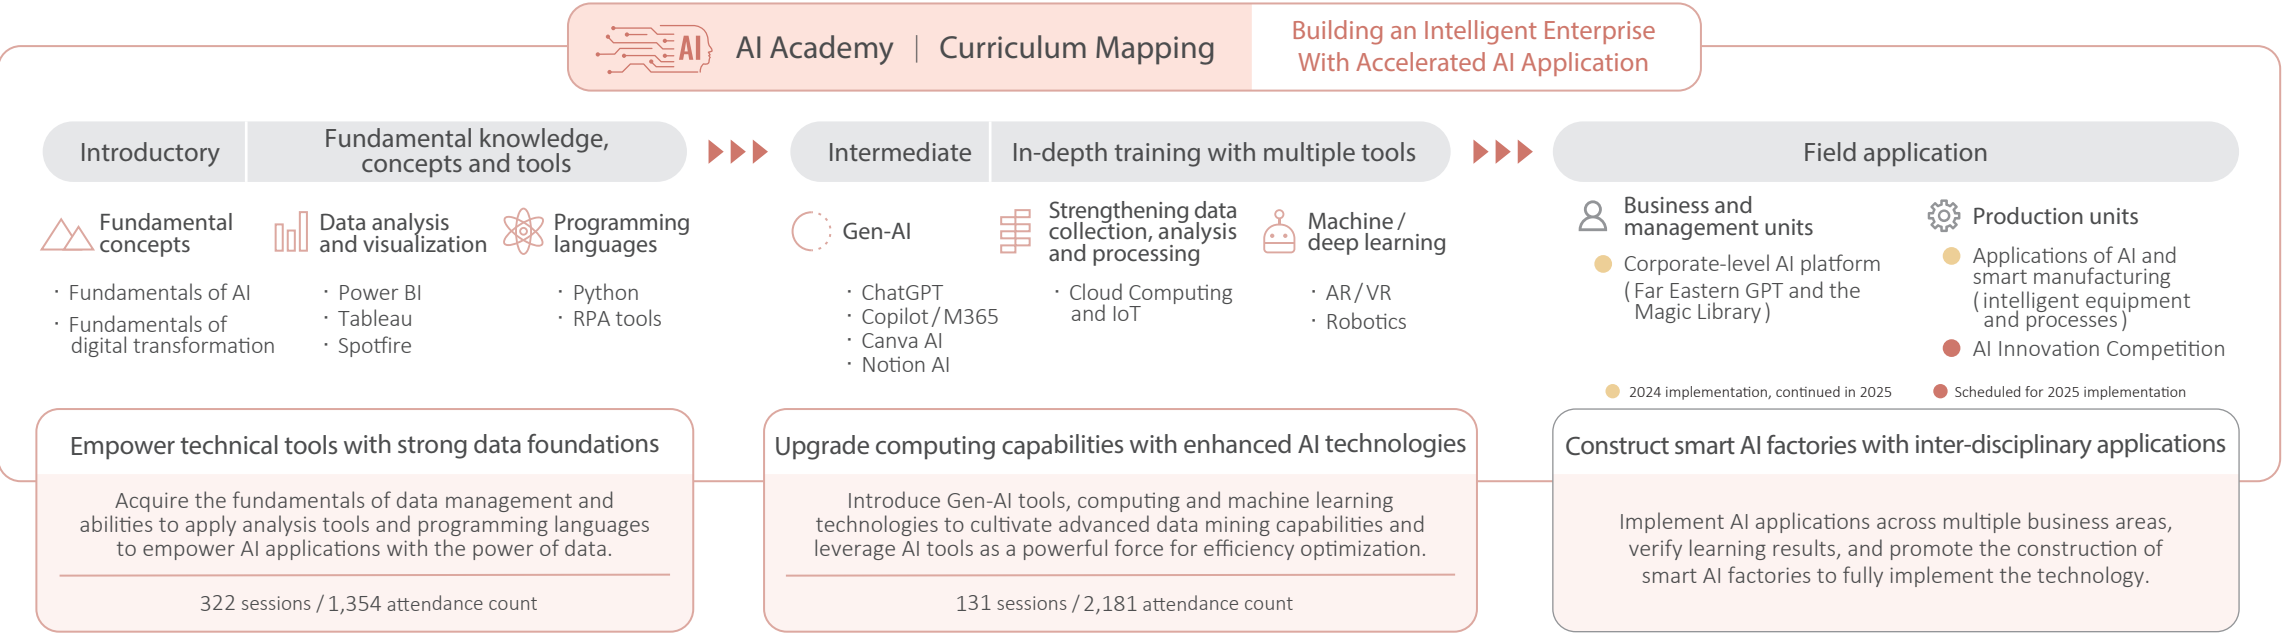 AI
AI Academy | Curriculum Mapping
Building an Intelligent Enterprise
With Accelerated AI Application
Introductory
Fundamental knowledge,
concepts and tools
Fundamental
concepts
· Fundamentals of AI
· Fundamentals of
digital transformation
Data analysis
and visualization
· Power BI
· Tableau
· Spotfire
Programming
languages
· Python
· RPA tools
Intermediate
In-depth training with multiple tools
Gen-AI
· ChatGPT
· Copilot/M365
· Canva AI
· Notion AI
Strengthening data
collection, analysis
and processing
· Cloud Computing
and IoT
Machine/
deep learning
· AR/VR
· Robotics
Field application
Business and
management units
Corporate-level AI platform
(Far Eastern GPT and the
Magic Library)
Production units
Applications of AI and
smart manufacturing
(intelligent equipment
and processes)
AI Innovation Competition
2024 implementation, continued in 2025
Scheduled for 2025 implementation
Empower technical tools with strong data foundations
Acquire the fundamentals of data management and
abilities to apply analysis tools and programming languages
to empower AI applications with the power of data.
322 sessions/1,354 attendance count
Upgrade computing capabilities with enhanced AI technologies
Introduce Gen-AI tools, computing and machine learning
technologies to cultivate advanced data mining capabilities and
leverage AI tools as a powerful force for efficiency optimization.
131 sessions/2,181 attendance count
Construct smart AI factories with inter-disciplinary applications
Implement AI applications across multiple business areas,
verify learning results, and promote the construction of
smart AI factories to fully implement the technology.